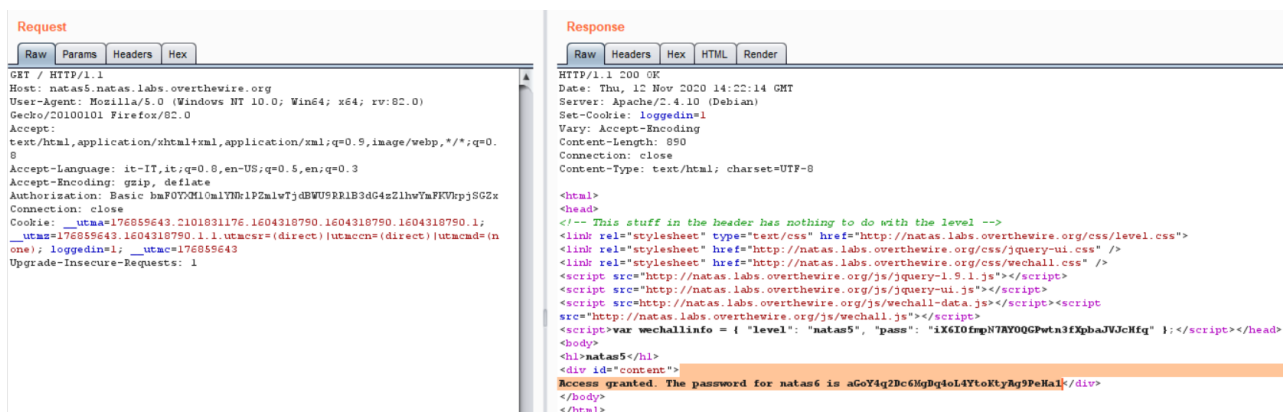 Request
Raw Params Headers Hex
GET / HTTP/1.1
Host: natas5.natas.labs.overthewire.org
User-Agent: Mozilla/5.0 (Windows NT 10.0; Win64; x64; rv:82.0)
Gecko/20100101 Firefox/82.0
Accept:
text/html,application/xhtml+xml,application/xml;q=0.9,image/webp,*/*;q=0.
8
Accept-Language: it-IT,it;q=0.8,en-US;q=0.5,en;q=0.3
Accept-Encoding: gzip, deflate
Authorization: Basic
Connection: close
Cookie: __utma=176859643.2101831176.1604318790.1604318790.1604318790.1;
__utmz=176859643.1604318790.1.1.utmcsr=(direct)|utmccn=(direct)|utmcmd=(n
one); loggedin=1; __utmc=176859643
Upgrade-Insecure-Requests: 1
Response
Raw Headers Hex HTML Render
HTTP/1.1 200 OK
Date: Thu, 12 Nov 2020 14:22:14 GMT
Server: Apache/2.4.10 (Debian)
Set-Cookie: loggedin=1
Vary: Accept-Encoding
Content-Length: 890
Connection: close
Content-Type: text/html; charset=UTF-8
<html>
<head>
<!-- This stuff in the header has nothing to do with the level -->
<link rel="stylesheet" type="text/css" href="http://natas.labs.overthewire.org/css/level.css">
<link rel="stylesheet" href="http://natas.labs.overthewire.org/css/jquery-ui.css" />
<link rel="stylesheet" href="http://natas.labs.overthewire.org/css/wechall.css" />
<script src="http://natas.labs.overthewire.org/js/jquery-1.9.1.js"></script>
<script src="http://natas.labs.overthewire.org/js/jquery-ui.js"></script>
<script src=http://natas.labs.overthewire.org/js/wechall-data.js></script><script
src="http://natas.labs.overthewire.org/js/wechall.js"></script>
<script>var wechallinfo = { "level": "natas5", "pass": "iX6IOfmpN7AYOQGPwtn3fXpbaJVJcHfq" };</script></head>
<body>
<h1>natas5</h1>
<div id="content">
Access granted. The password for natas6 is aGoY4q2Dc6MgDq4oL4YtoKtyAg9PeHa1</div>
</body>
</html>